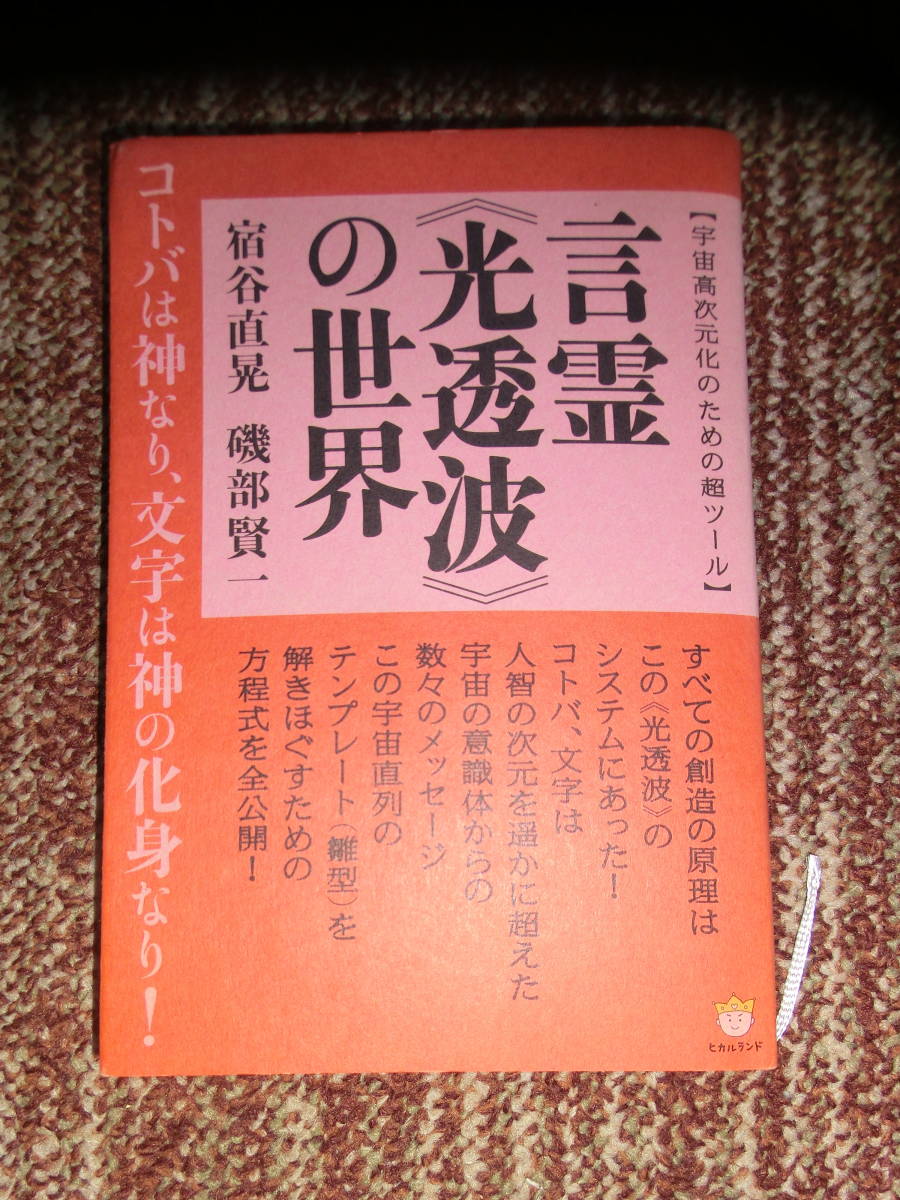 【宇宙高次元化のための超ツール】
言霊
《光透波》
の世界
宿谷直晃 磯部賢一
コトバは神なり、文字は神の化身なり！
すべての創造の原理は
この《光透波》の
システムにあった！
コトバ、文字は
人智の次元を遥かに超えた
宇宙の意識体からの
数々のメッセージ
この宇宙直列の
テンプレート（雛型）を
解きほぐすための
方程式を全公開！
ヒカルランド